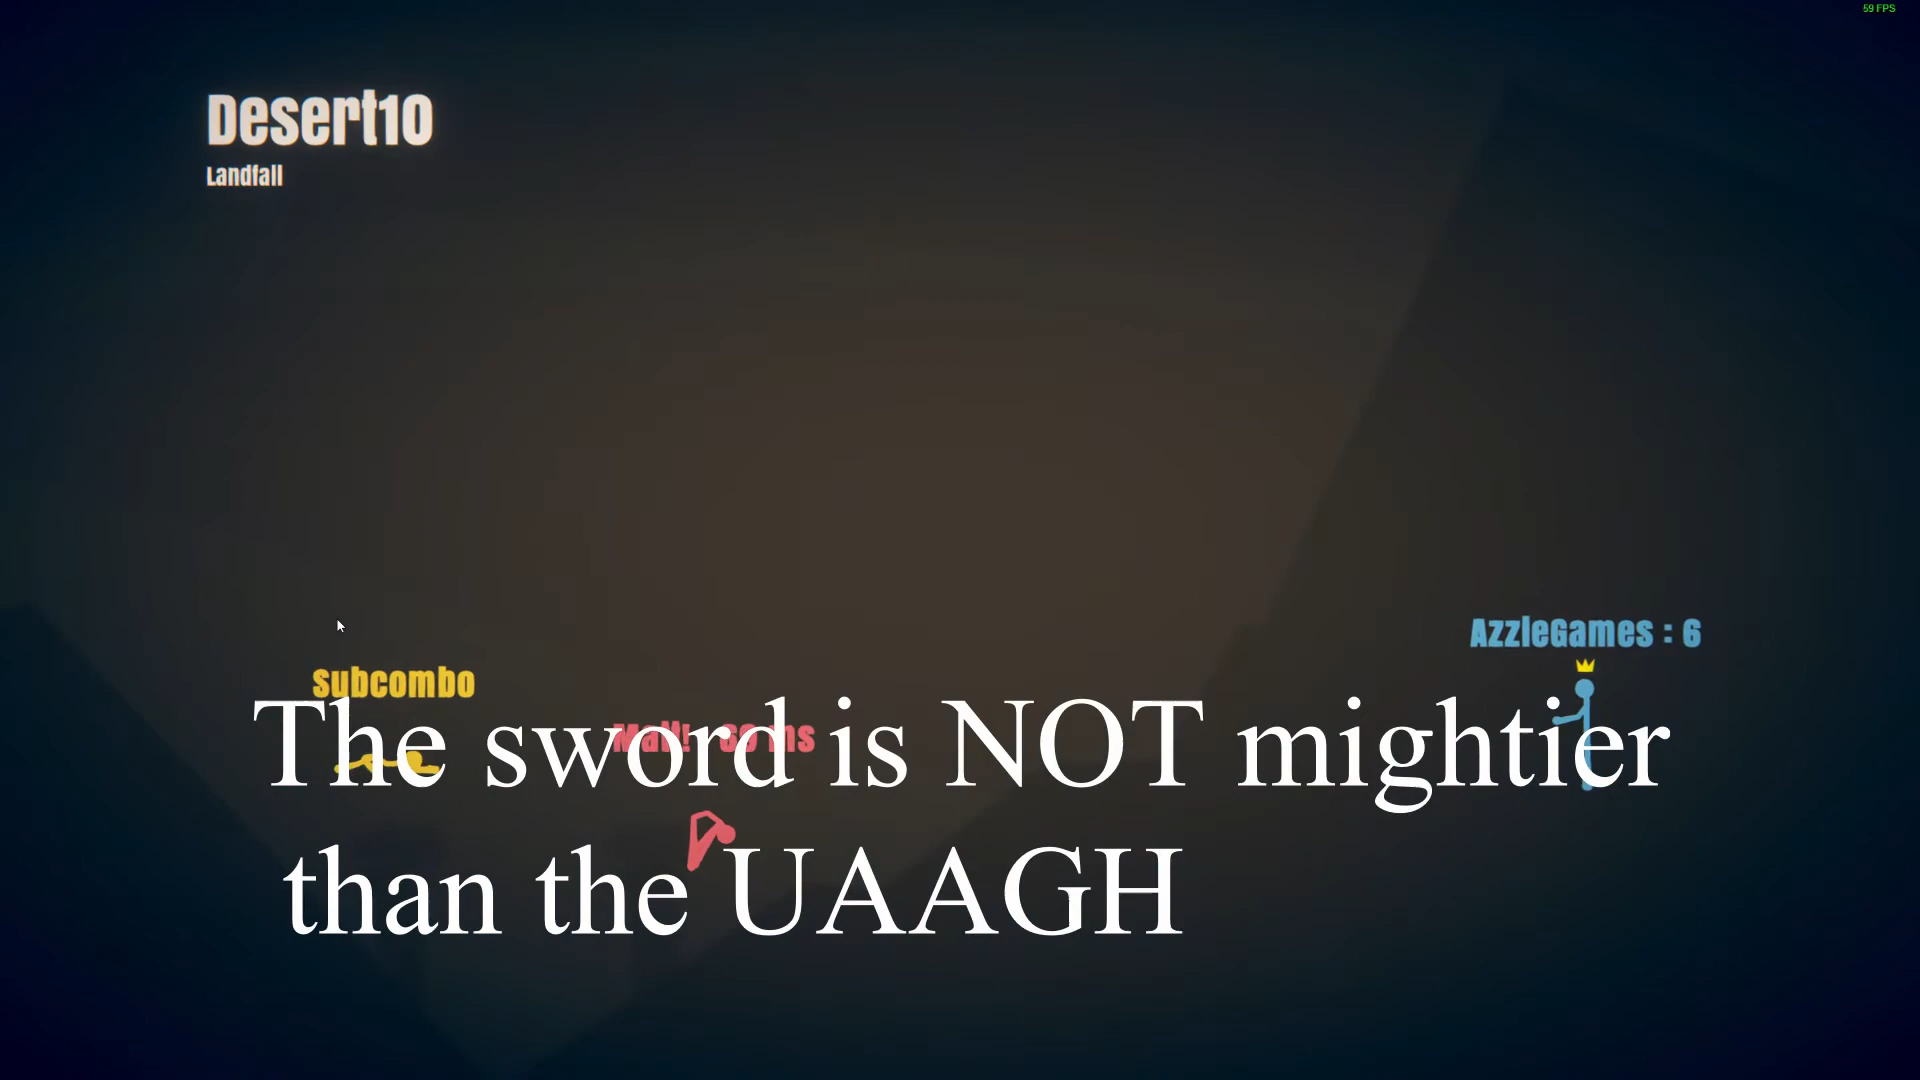 59 FPS
Desert10
Landfall
AzzleGames : 6
subcombo
The sword is NOT mightier
than the UAAGH